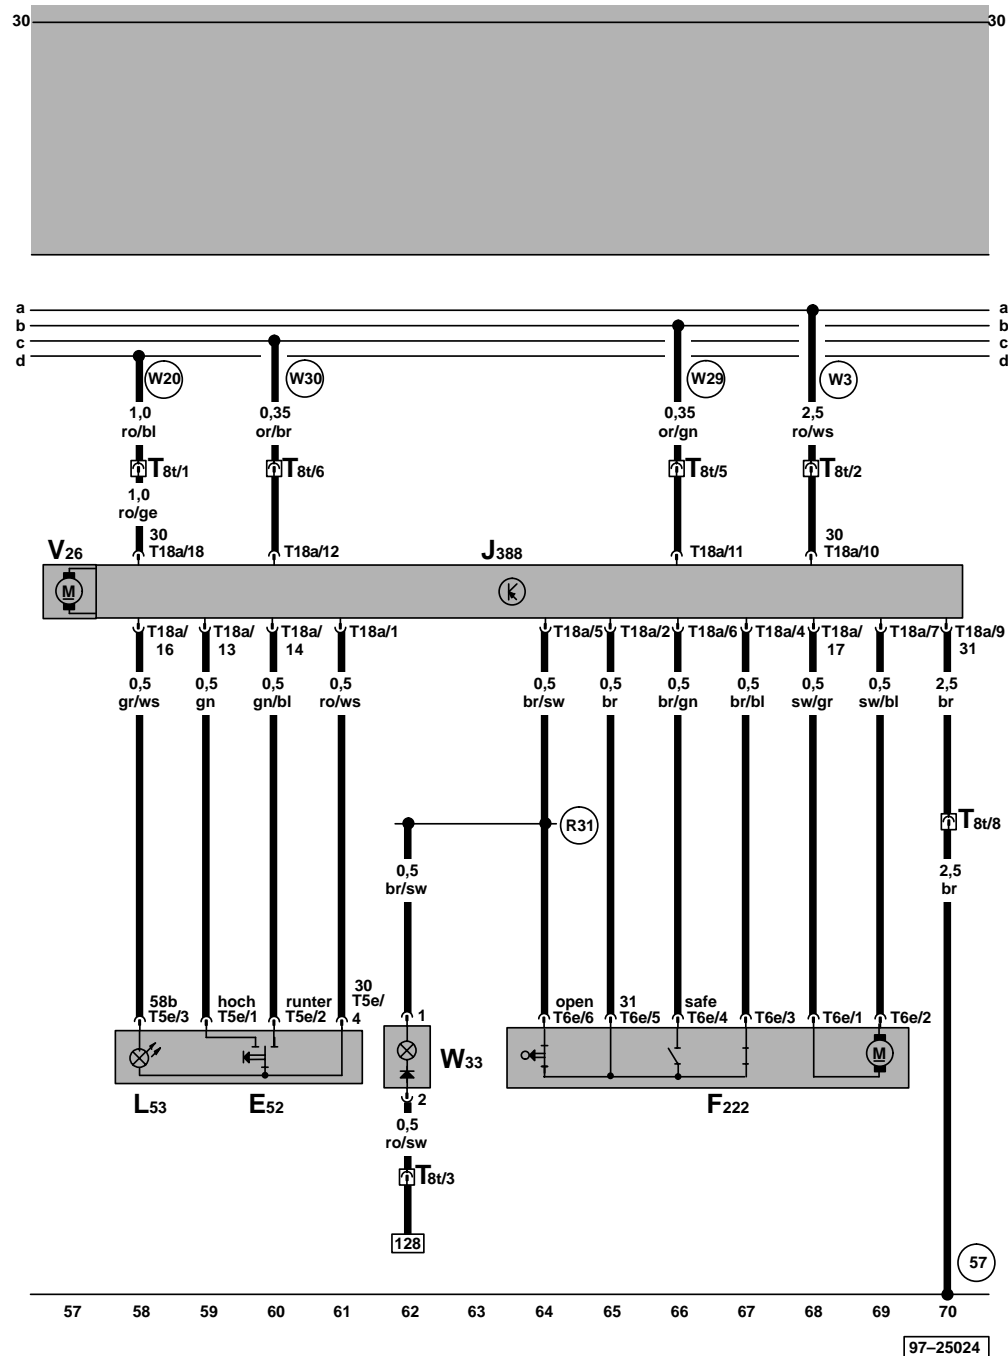 30 30
a a
b b
c c
d d
W20 W30 W29 W3
1,0 0,35 0,35 2,5
ro/bl or/br or/gn ro/ws
T8t/1 T8t/6 T8t/5 T8t/2
1,0
ro/ge
30 30
V26 T18a/18 T18a/12 J388 T18a/11 T18a/10
M
T18a/ T18a/ T18a/ T18a/1 T18a/5 T18a/2 T18a/6 T18a/4 T18a/ T18a/7 T18a/9
16 13 14 17 31
0,5 0,5 0,5 0,5 0,5 0,5 0,5 0,5 0,5 0,5 2,5
gr/ws gn gn/bl ro/ws br/sw br br/gn br/bl sw/gr sw/bl br
R31 T8t/8
0,5 2,5
br/sw br
30
58b hoch runter T5e/ open 31 safe
T5e/3 T5e/1 T5e/2 4 1 T6e/6 T6e/5 T6e/4 T6e/3 T6e/1 T6e/2
M
W33
L53 E52 2 F222
0,5
ro/sw
T8t/3
128
57
57 58 59 60 61 62 63 64 65 66 67 68 69 70
97–25024